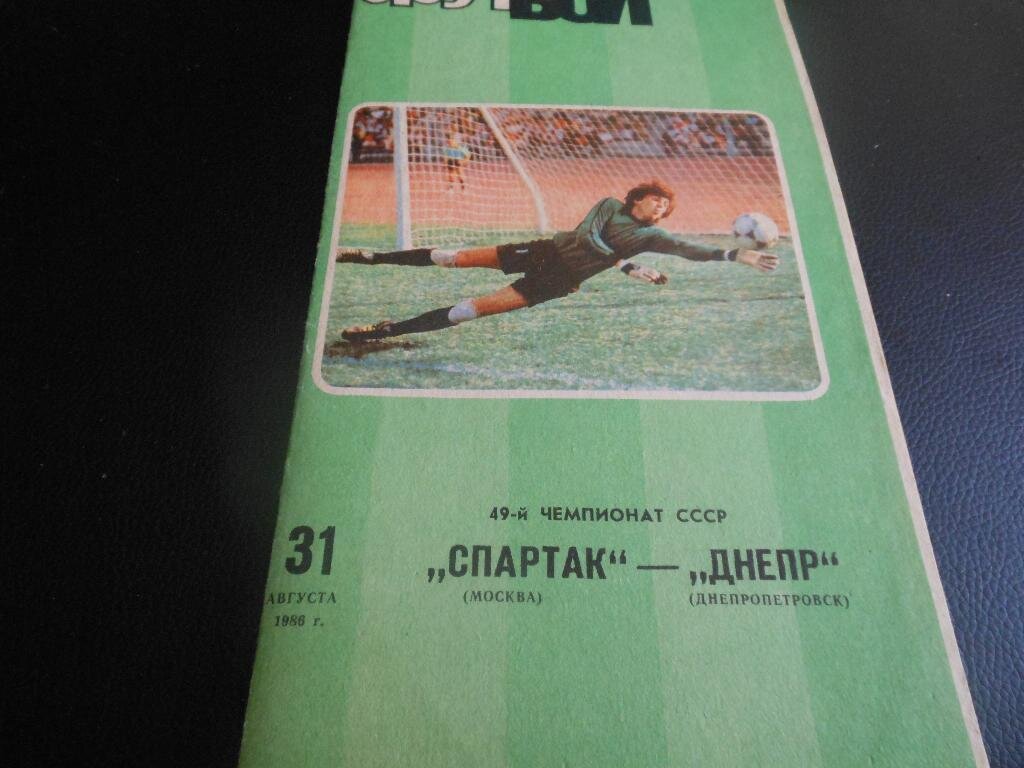 49-й ЧЕМПИОНАТ СССР
31 „СПАРТАК“ — „ДНЕПР“
АВГУСТА (МОСКВА) (ДНЕПРОПЕТРОВСК)
1986 г.